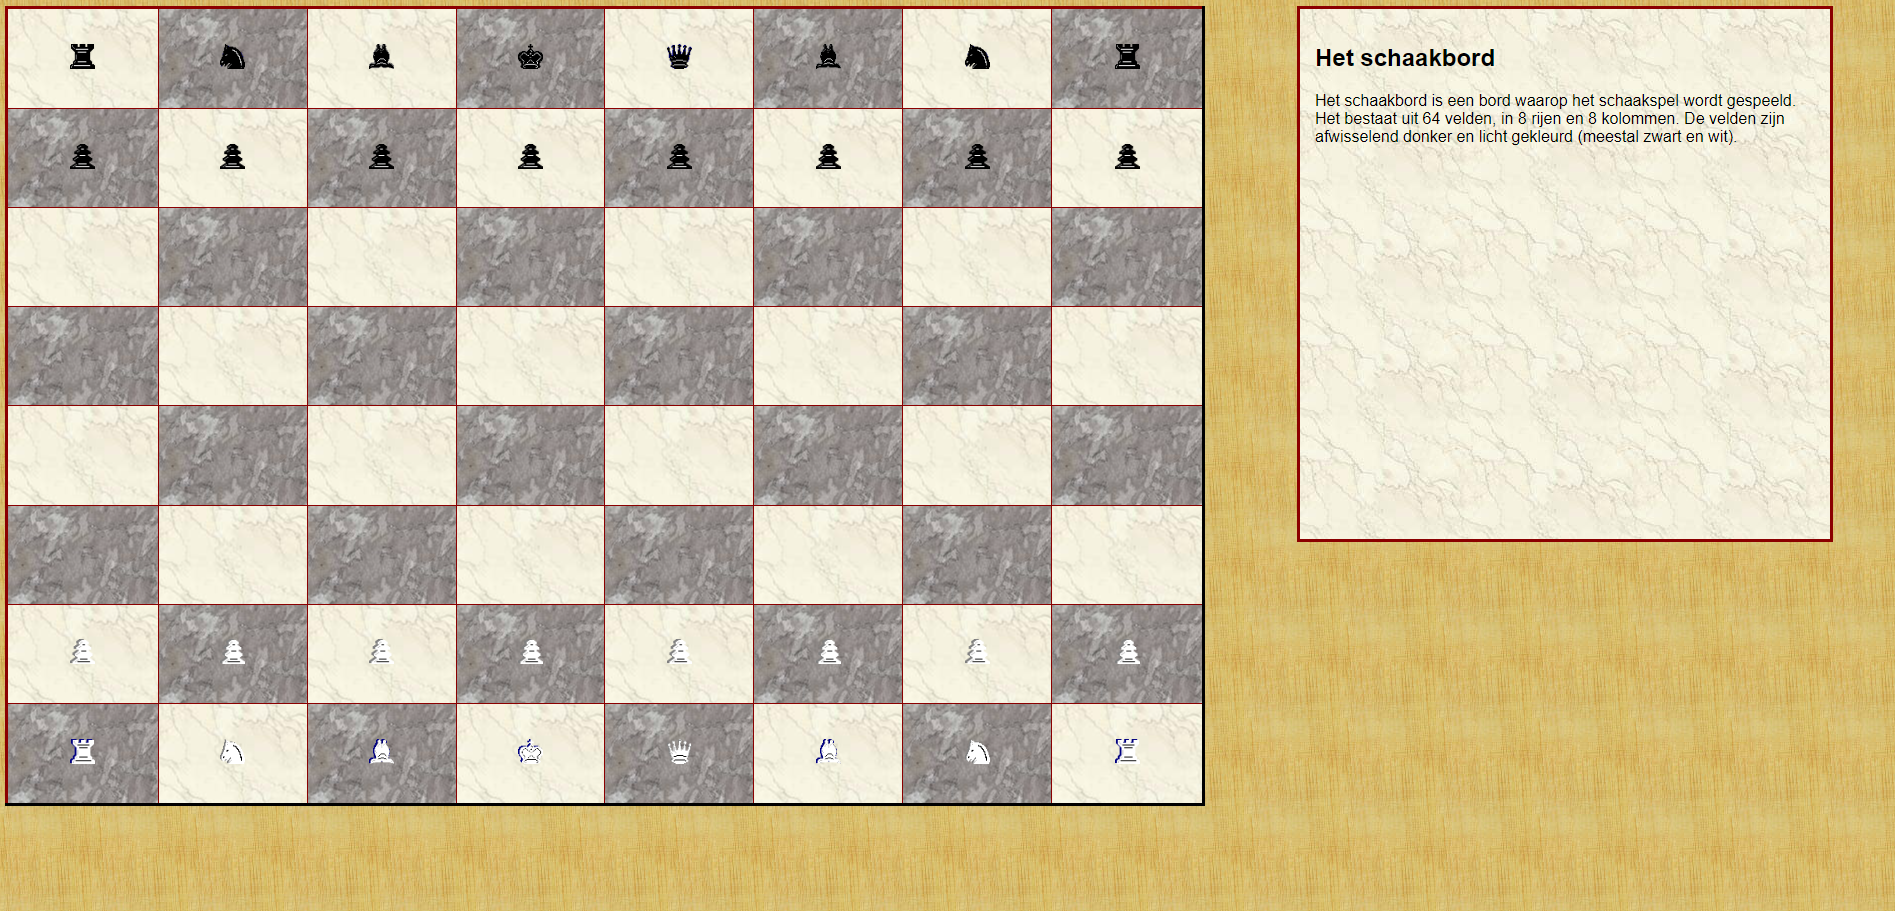 Het schaakbord
Het schaakbord is een bord waarop het schaakspel wordt gespeeld.
Het bestaat uit 64 velden, in 8 rijen en 8 kolommen. De velden zijn
afwisselend donker en licht gekleurd (meestal zwart en wit).